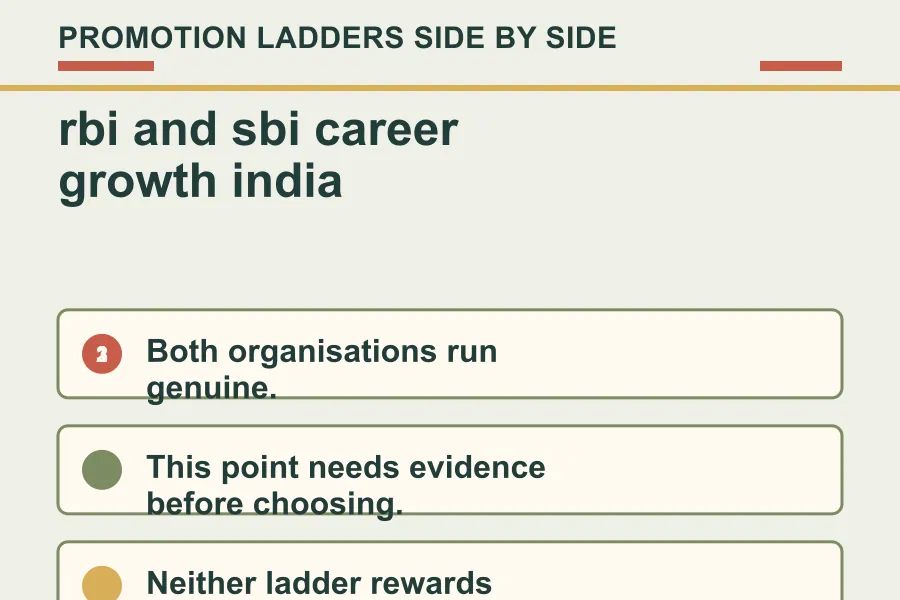 PROMOTION LADDERS SIDE BY SIDE
rbi and sbi career
growth india
Both organisations run
genuine.
This point needs evidence
before choosing.
Neither ladder rewards